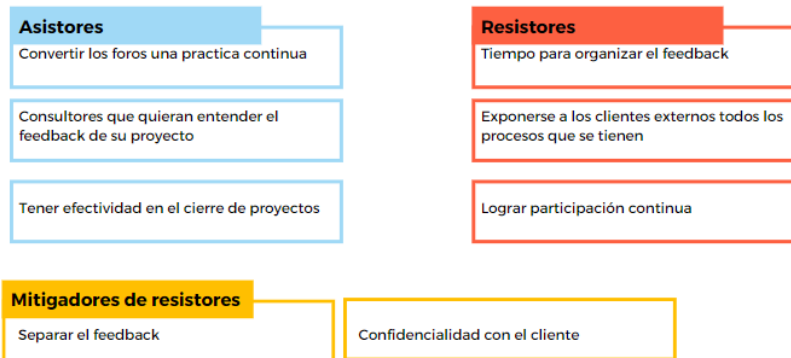 Asistores
Convertir los foros una practica continua
Consultores que quieran entender el
feedback de su proyecto
Tener efectividad en el cierre de proyectos
Resistores
Tiempo para organizar el feedback
Exponerse a los clientes externos todos los
procesos que se tienen
Lograr participación continua
Mitigadores de resistores
Separar el feedback
Confidencialidad con el cliente